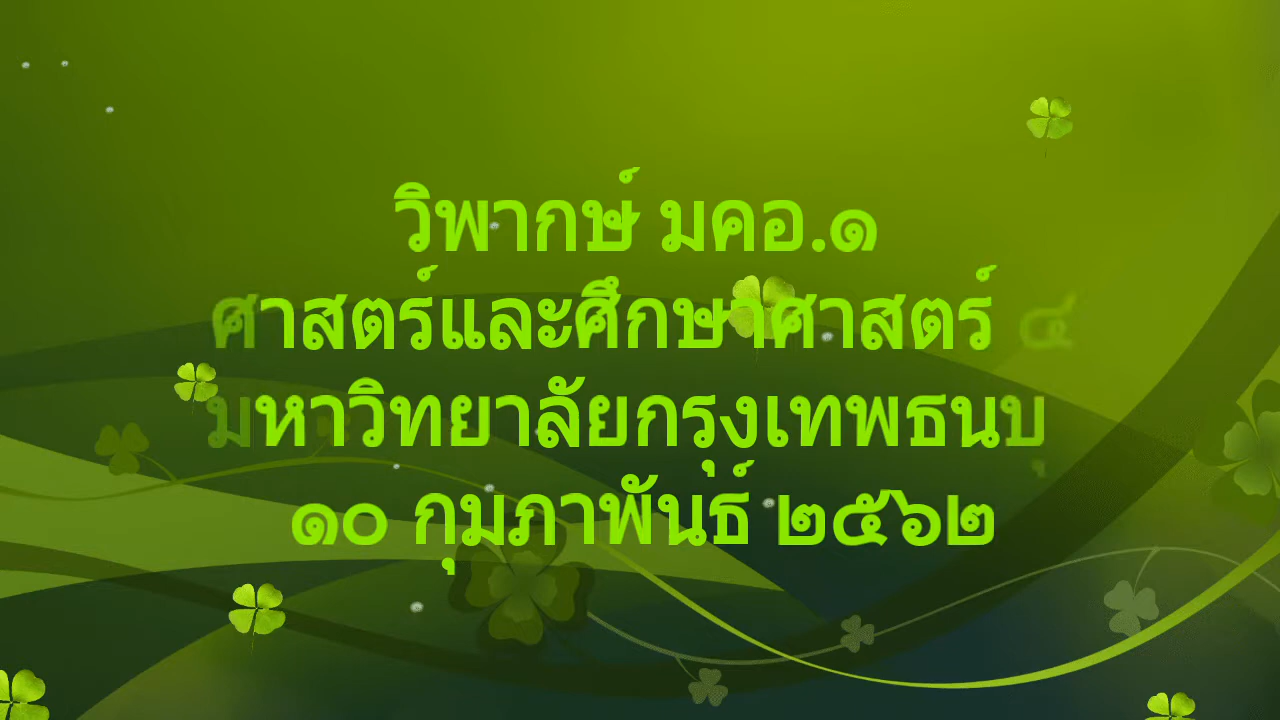 วิพากษ์ มคอ.๑
ศาสตร์และศึกษาศาสตร์ ๔
มหาวิทยาลัยกรุงเทพธนบุ
๑๐ กุมภาพันธ์ ๒๕๖๒